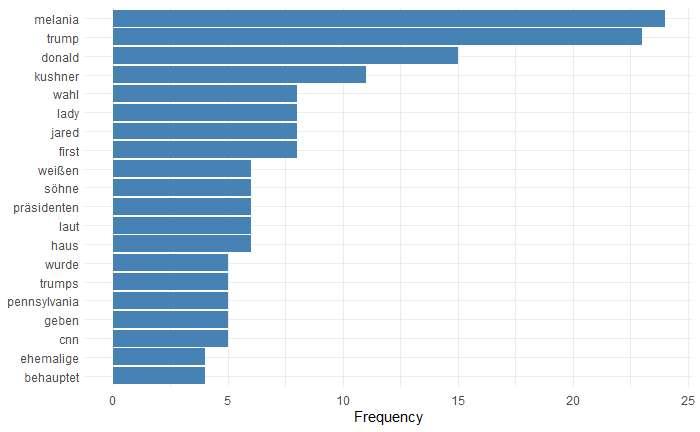 melania
trump
donald
kushner
wahl
lady
jared
first
weißen
söhne
präsidenten
laut
haus
wurde
trumps
pennsylvania
geben
cnn
ehemalige
behauptet
0 5 10 15 20 25
Frequency